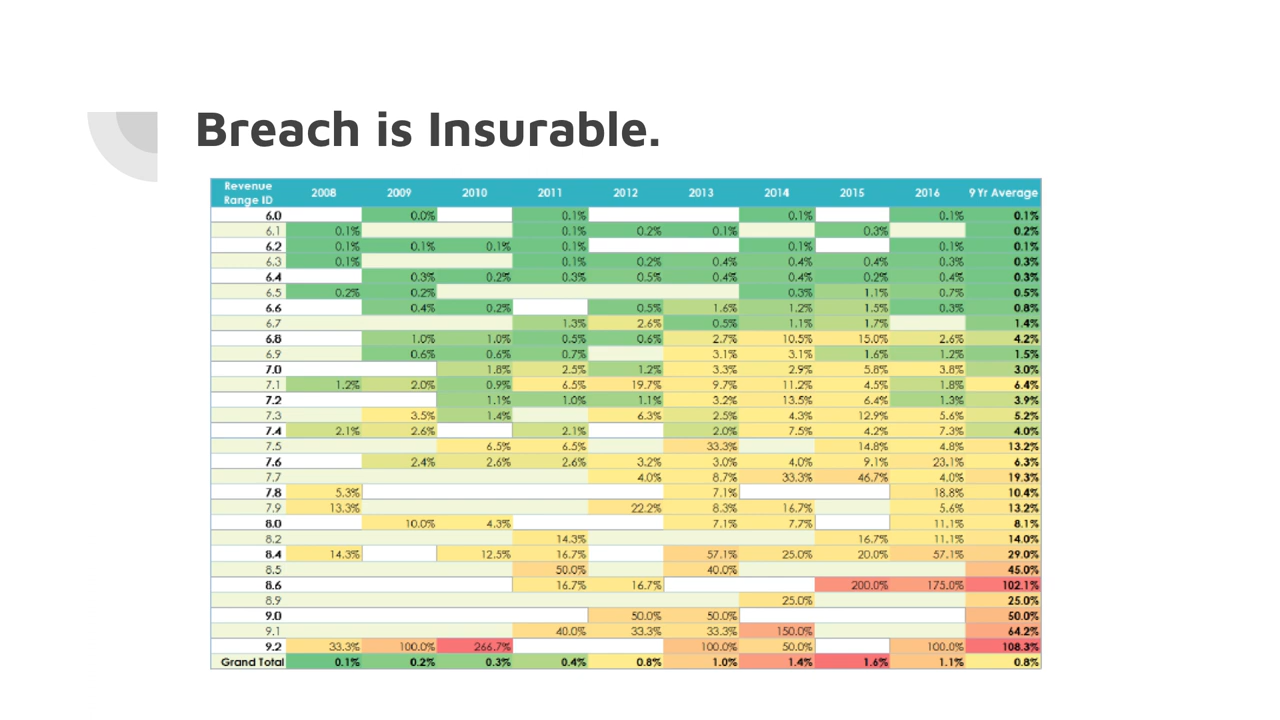 Breach is Insurable.
Revenue Range ID 2008 2009 2010 2011 2012 2013 2014 2015 2016 9 Yr Average
6.0 0.0% 0.1% 0.1% 0.1% 0.1%
6.1 0.1% 0.1% 0.2% 0.1% 0.3% 0.2%
6.2 0.1% 0.1% 0.1% 0.1% 0.1% 0.1% 0.1%
6.3 0.1% 0.1% 0.2% 0.4% 0.4% 0.4% 0.3% 0.3%
6.4 0.3% 0.2% 0.3% 0.5% 0.4% 0.4% 0.2% 0.4% 0.3%
6.5 0.2% 0.2% 0.3% 1.1% 0.7% 0.5%
6.6 0.4% 0.2% 0.5% 1.6% 1.2% 1.5% 0.3% 0.8%
6.7 1.3% 2.6% 0.5% 1.1% 1.7% 1.4%
6.8 1.0% 1.0% 0.5% 0.6% 2.7% 10.5% 15.0% 2.6% 4.2%
6.9 0.6% 0.6% 0.7% 3.1% 3.1% 1.6% 1.2% 1.5%
7.0 1.8% 2.5% 1.2% 3.3% 2.9% 5.8% 3.8% 3.0%
7.1 1.2% 2.0% 0.9% 6.5% 19.7% 9.7% 11.2% 4.5% 1.8% 6.4%
7.2 1.1% 1.0% 1.1% 3.2% 13.5% 6.4% 1.3% 3.9%
7.3 3.5% 1.4% 6.3% 2.5% 4.3% 12.9% 5.6% 5.2%
7.4 2.1% 2.6% 2.1% 2.0% 7.5% 4.2% 7.3% 4.0%
7.5 6.5% 6.5% 33.3% 14.8% 4.8% 13.2%
7.6 2.4% 2.6% 2.6% 3.2% 3.0% 4.0% 9.1% 23.1% 6.3%
7.7 4.0% 8.7% 33.3% 46.7% 4.0% 19.3%
7.8 5.3% 7.1% 18.8% 10.4%
7.9 13.3% 22.2% 8.3% 16.7% 5.6% 13.2%
8.0 10.0% 4.3% 7.1% 7.7% 11.1% 8.1%
8.2 14.3% 16.7% 11.1% 14.0%
8.4 14.3% 12.5% 16.7% 57.1% 25.0% 20.0% 57.1% 29.0%
8.5 50.0% 40.0% 45.0%
8.6 16.7% 16.7% 200.0% 175.0% 102.1%
8.9 25.0% 25.0%
9.0 50.0% 50.0% 50.0%
9.1 40.0% 33.3% 33.3% 150.0% 64.2%
9.2 33.3% 100.0% 266.7% 100.0% 50.0% 100.0% 108.3%
Grand Total 0.1% 0.2% 0.3% 0.4% 0.8% 1.0% 1.4% 1.6% 1.1% 0.8%